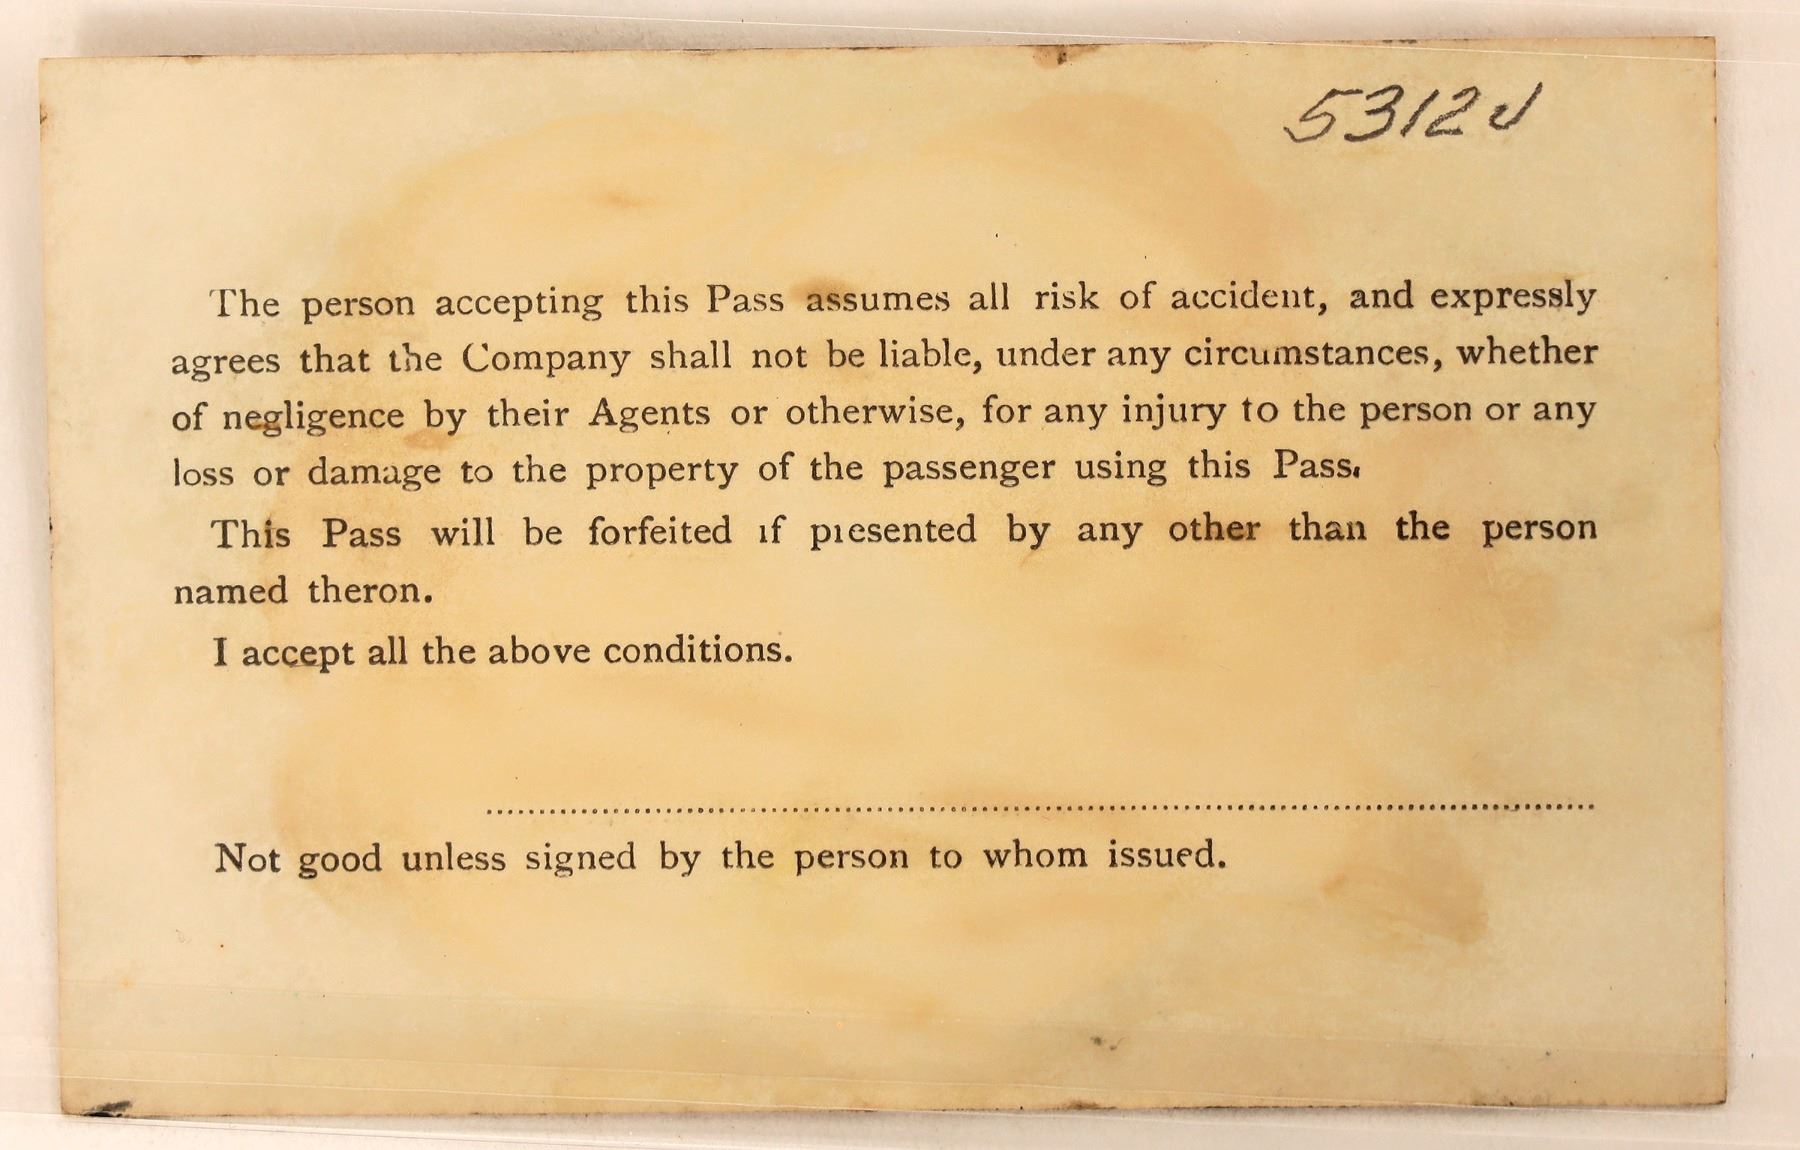 5312
The person accepting this Pass assumes all risk of accident, and expressly
agrees that the Company shall not be liable, under any circumstances, whether
of negligence by their Agents or otherwise, for any injury to the person or any
loss or damage to the property of the passenger using this Pass.
This Pass will be forfeited if presented by any other than the person
named theron.
I accept all the above conditions.
Not good unless signed by the person to whom issued.